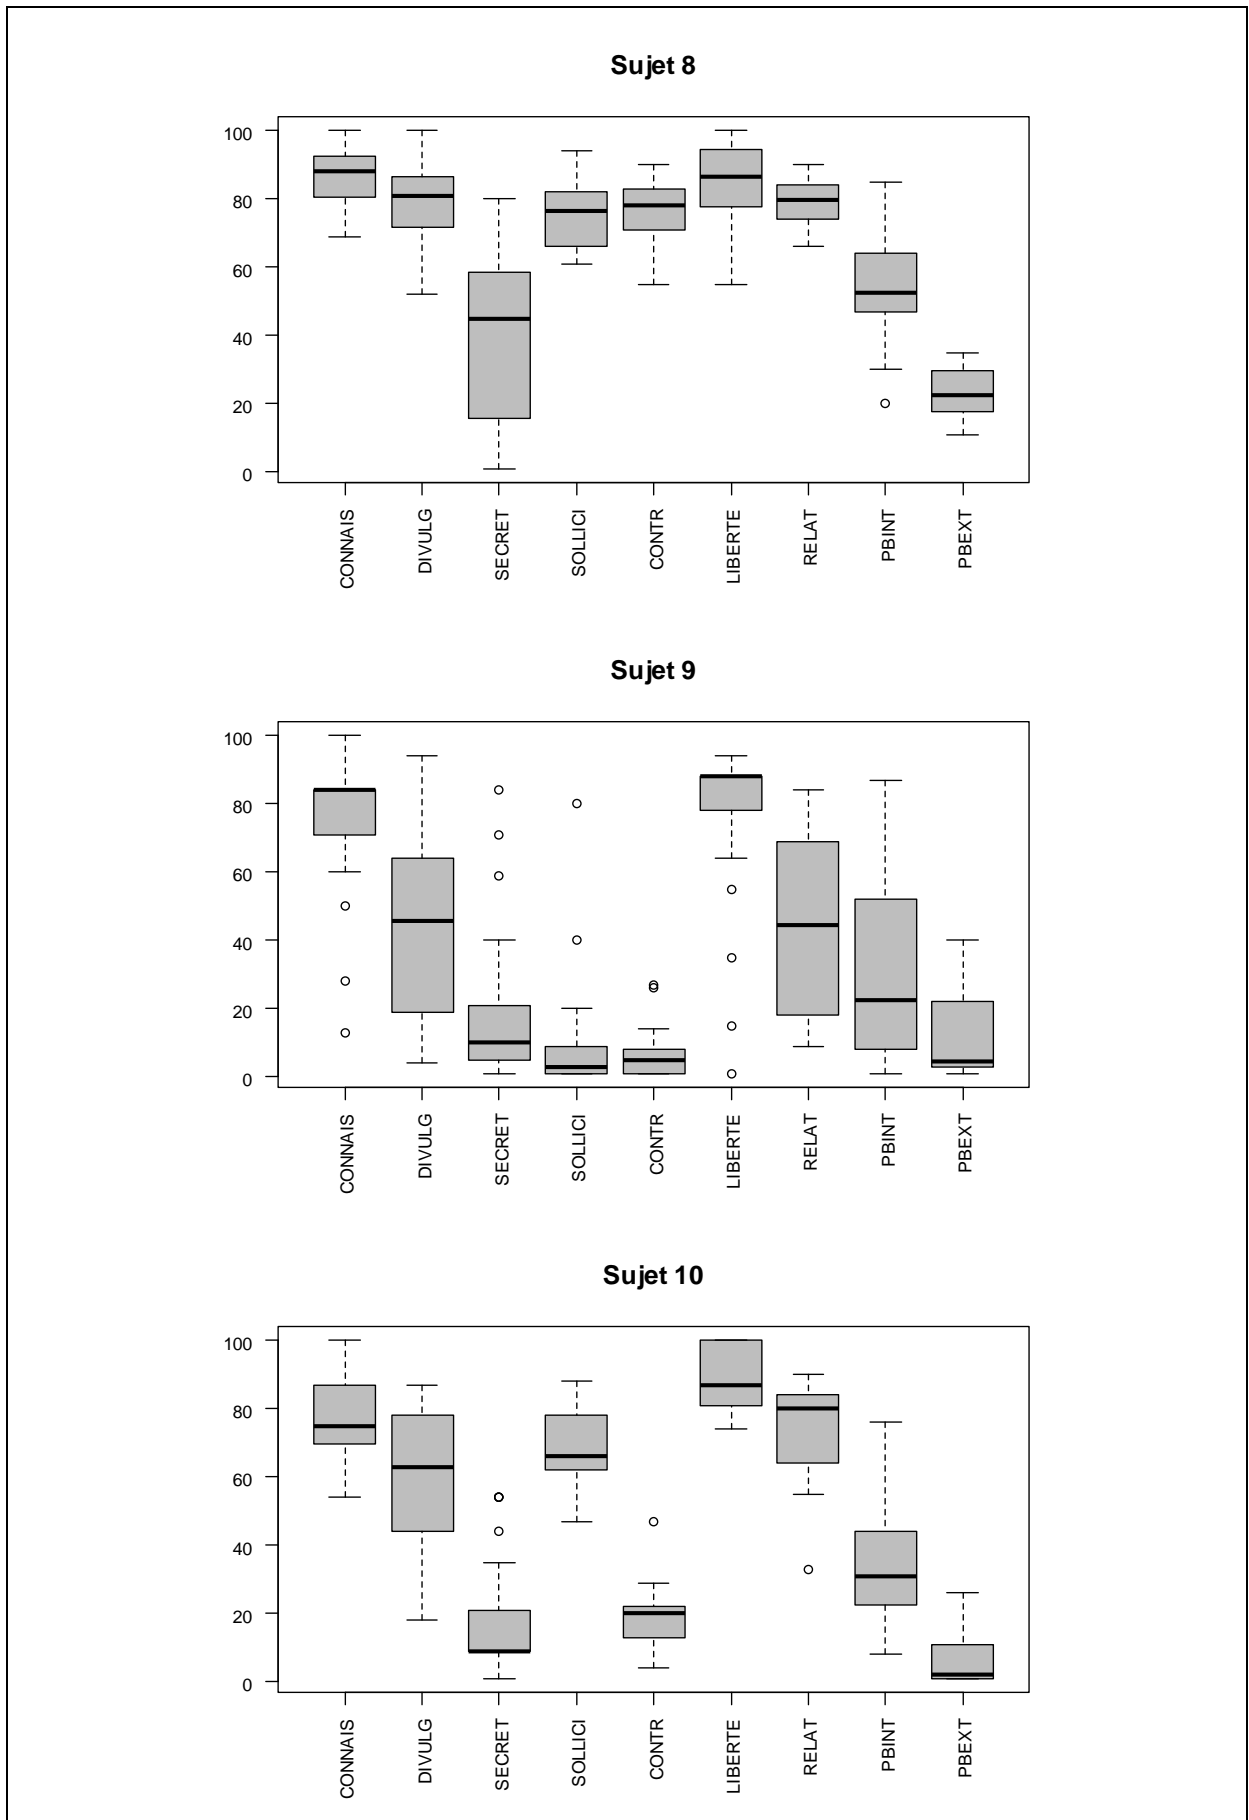 Sujet 8
100
80
60
40
20
0
CONNAIS
DIVULG
SECRET
SOLLICI
CONTR
LIBERTE
RELAT
PBINT
PBEXT
Sujet 9
100
80
60
40
20
0
CONNAIS
DIVULG
SECRET
SOLLICI
CONTR
LIBERTE
RELAT
PBINT
PBEXT
Sujet 10
100
80
60
40
20
0
CONNAIS
DIVULG
SECRET
SOLLICI
CONTR
LIBERTE
RELAT
PBINT
PBEXT